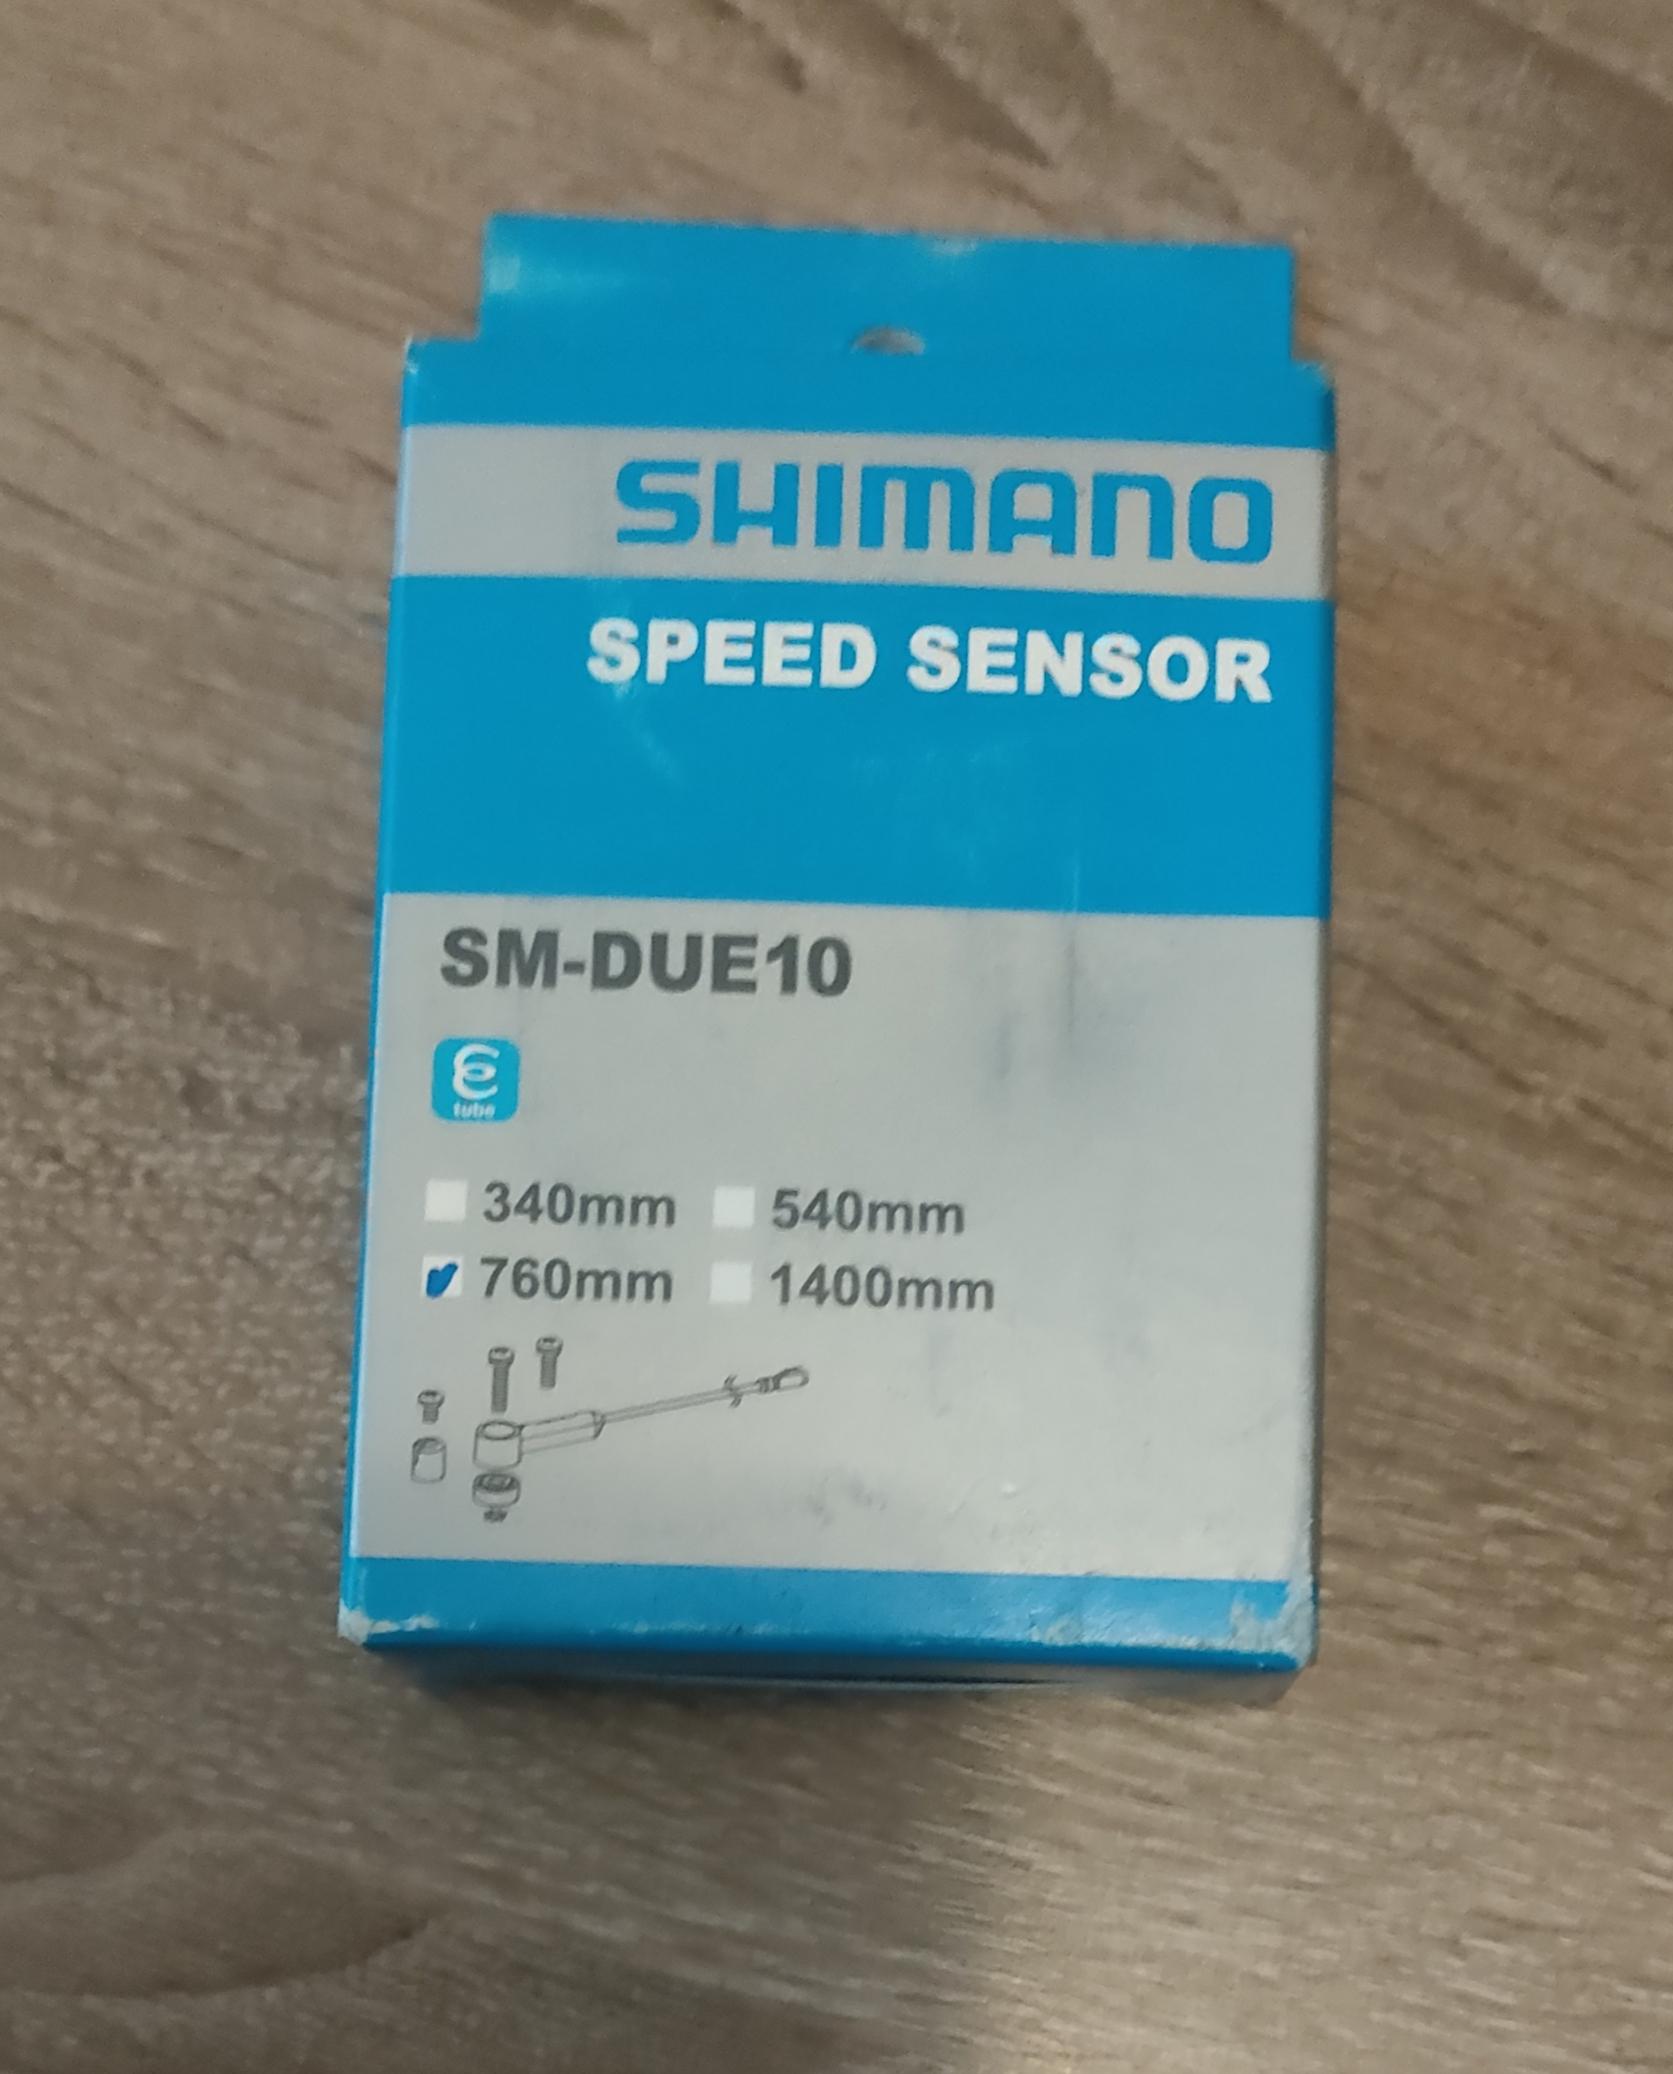 SHIMANO
SPEED SENSOR
SM-DUE10
E
tube
340mm 540mm
760mm 1400mm